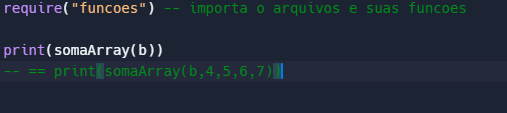 require("funcoes") -- importa o arquivos e suas funcoes
print(somaArray(b))
-- == print(somaArray(b,4,5,6,7))